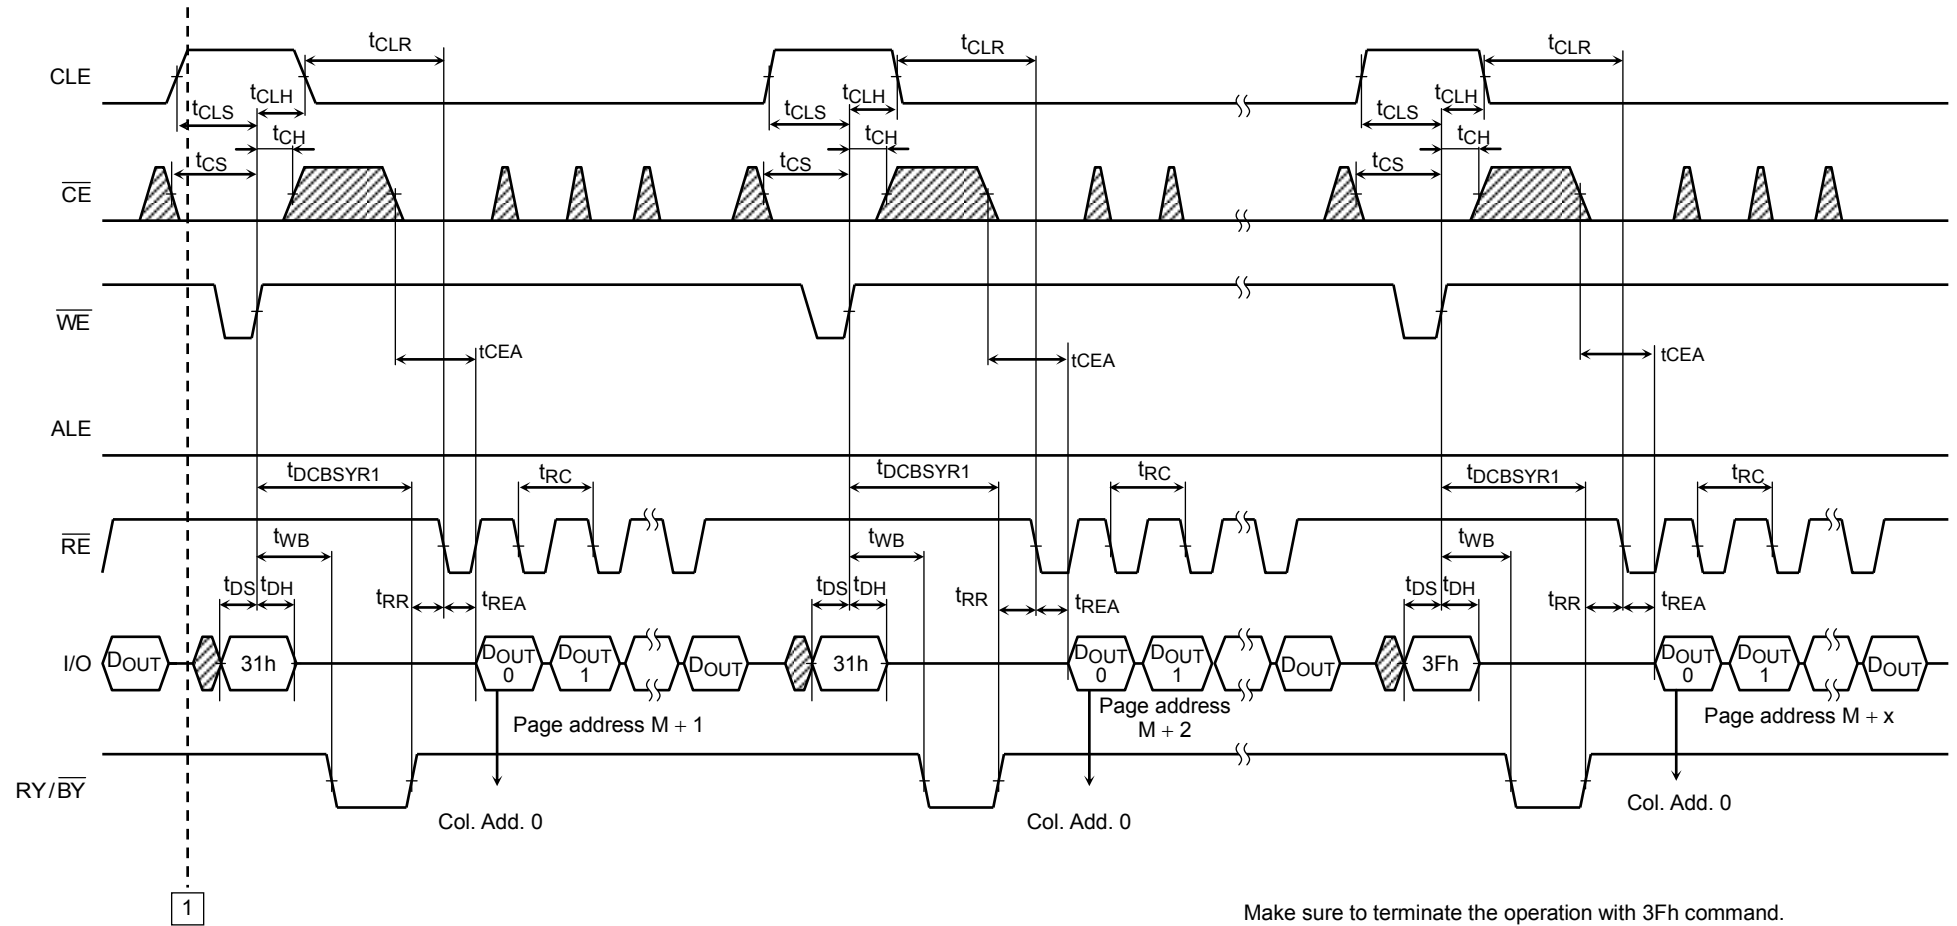 tCLR tCLR tCLR
CLE
tCLH tCLH tCLH
tCLS tCLS tCLS
tCH tCH tCH
tCS tCS tCS
CE
WE
tCEA tCEA tCEA
ALE
tDCBSYR1 tDCBSYR1 tDCBSYR1
tRC tRC tRC
RE
tWB tWB tWB
tDS tDH tDS tDH tDS tDH
tRR tREA tRR tREA tRR tREA
I/O DOUT 31h DOUT 0 DOUT 1 DOUT 31h DOUT 0 DOUT 1 DOUT 3Fh DOUT 0 DOUT 1 DOUT
Page address M + 1
Page address
M + 2
Page address M + x
RY/BY
Col. Add. 0
Col. Add. 0
Col. Add. 0
1
Make sure to terminate the operation with 3Fh command.